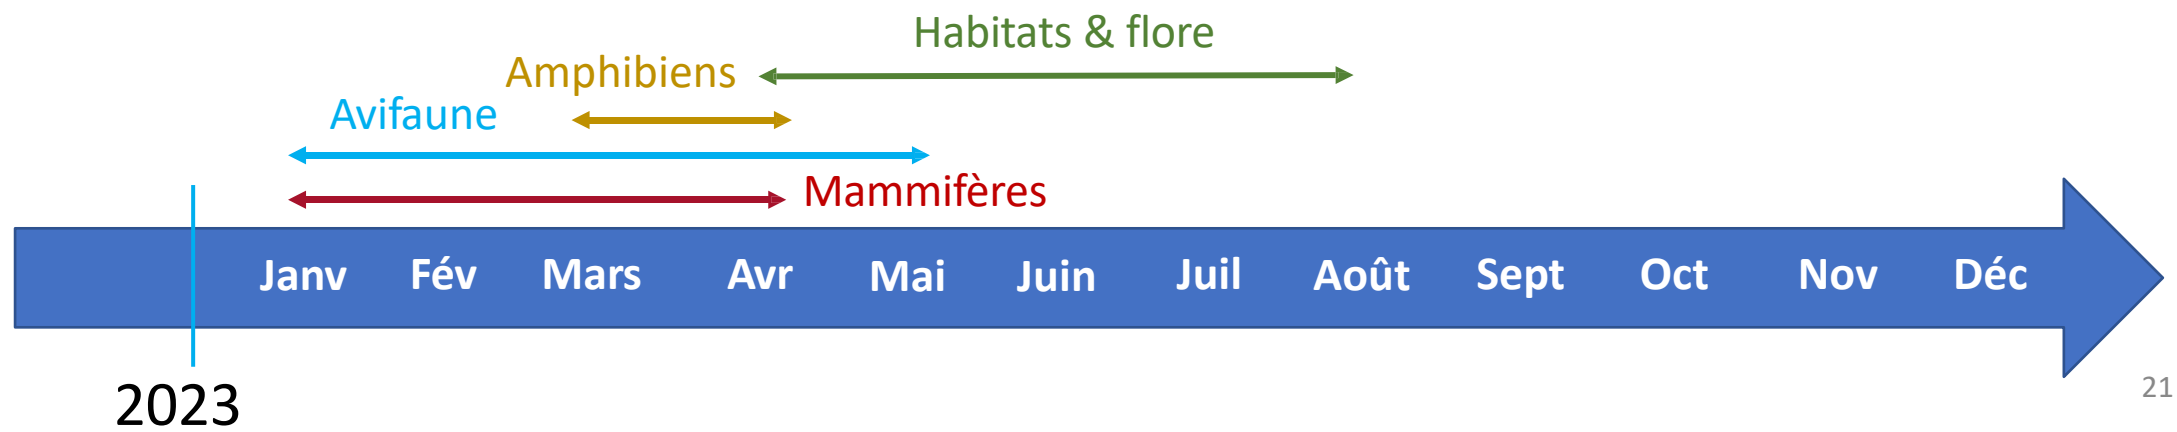 Habitats & flore
Amphibiens
Avifaune
Mammifères
Janv Fév Mars Avr Mai Juin Juil Août Sept Oct Nov Déc
2023
21